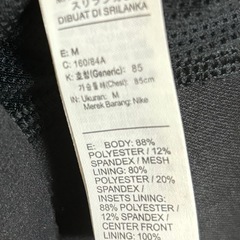 DIBUAT DI SRILANKA
E: M
C: 160/84A
K: 호칭(Generic): 85
가슴둘레(Chest) 85cm
IN: Ukuran: M
Merek Barang: Nike
E: BODY: 88%
POLYESTER / 12%
SPANDEX / MESH
LINING: 80%
POLYESTER / 20%
SPANDEX /
INSETS LINING:
88% POLYESTER /
12% SPANDEX /
CENTER FRONT
LINING: 100%